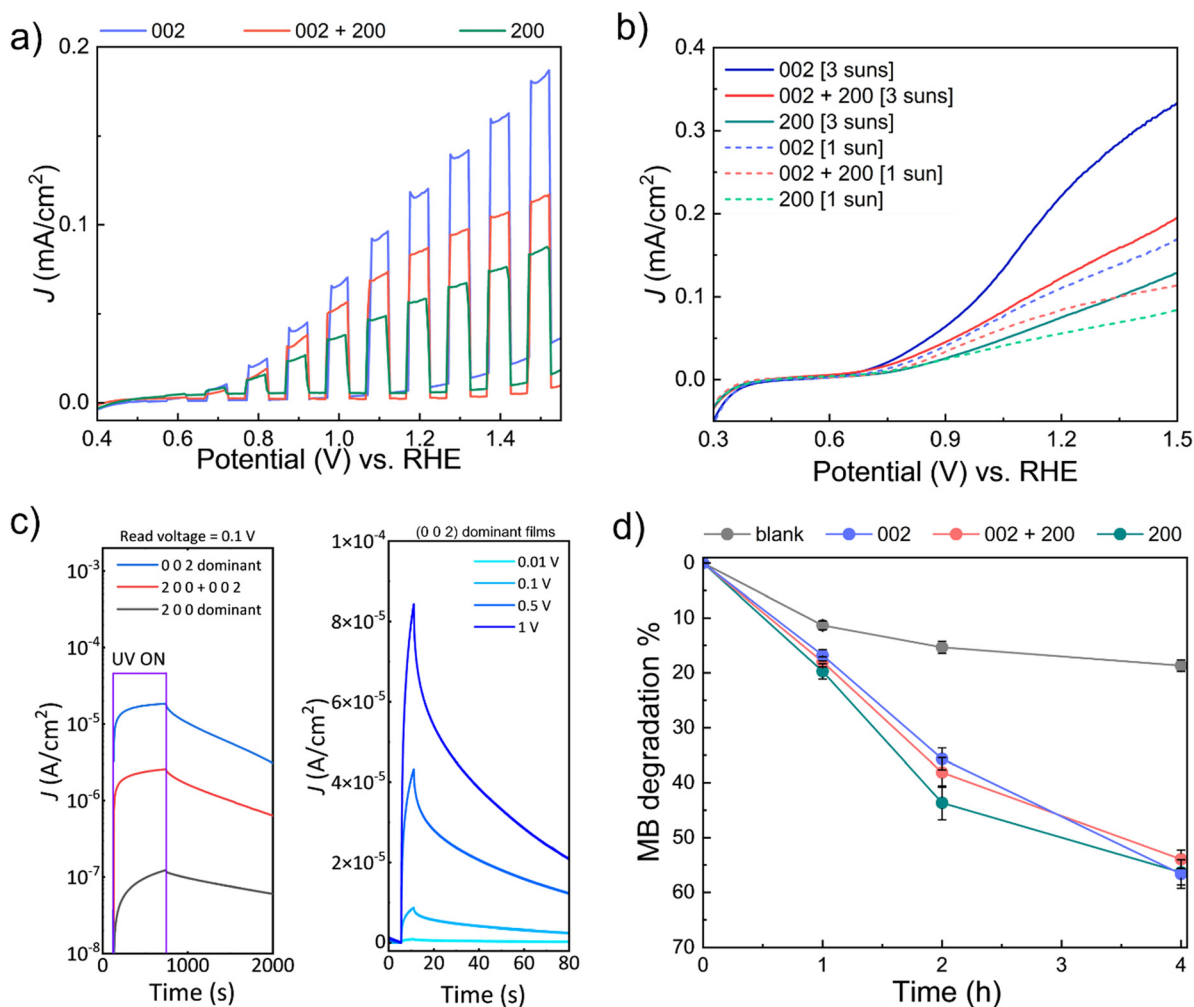 a)
002
002 + 200
200
0.2
0.1
0.0
J (mA/cm²)
0.4
0.6
0.8
1.0
1.2
1.4
Potential (V) vs. RHE
b)
002 [3 suns]
002 + 200 [3 suns]
200 [3 suns]
002 [1 sun]
002 + 200 [1 sun]
200 [1 sun]
0.4
0.3
0.2
0.1
0.0
J (mA/cm²)
0.3
0.6
0.9
1.2
1.5
Potential (V) vs. RHE
c)
Read voltage = 0.1 V
0 0 2 dominant
2 0 0 + 0 0 2
2 0 0 dominant
UV ON
10⁻³
10⁻⁴
10⁻⁵
10⁻⁶
10⁻⁷
10⁻⁸
J (A/cm²)
0
1000
2000
Time (s)
(0 0 2) dominant films
0.01 V
0.1 V
0.5 V
1 V
1×10⁻⁴
8×10⁻⁵
6×10⁻⁵
4×10⁻⁵
2×10⁻⁵
0
J (A/cm²)
0
20
40
60
80
Time (s)
d)
blank
002
002 + 200
200
0
10
20
30
40
50
60
70
MB degradation %
0
1
2
3
4
Time (h)